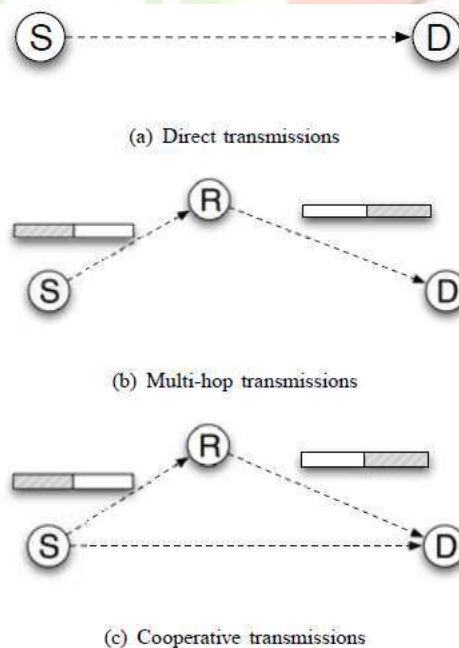 S D
(a) Direct transmissions
R
S D
(b) Multi-hop transmissions
R
S D
(c) Cooperative transmissions